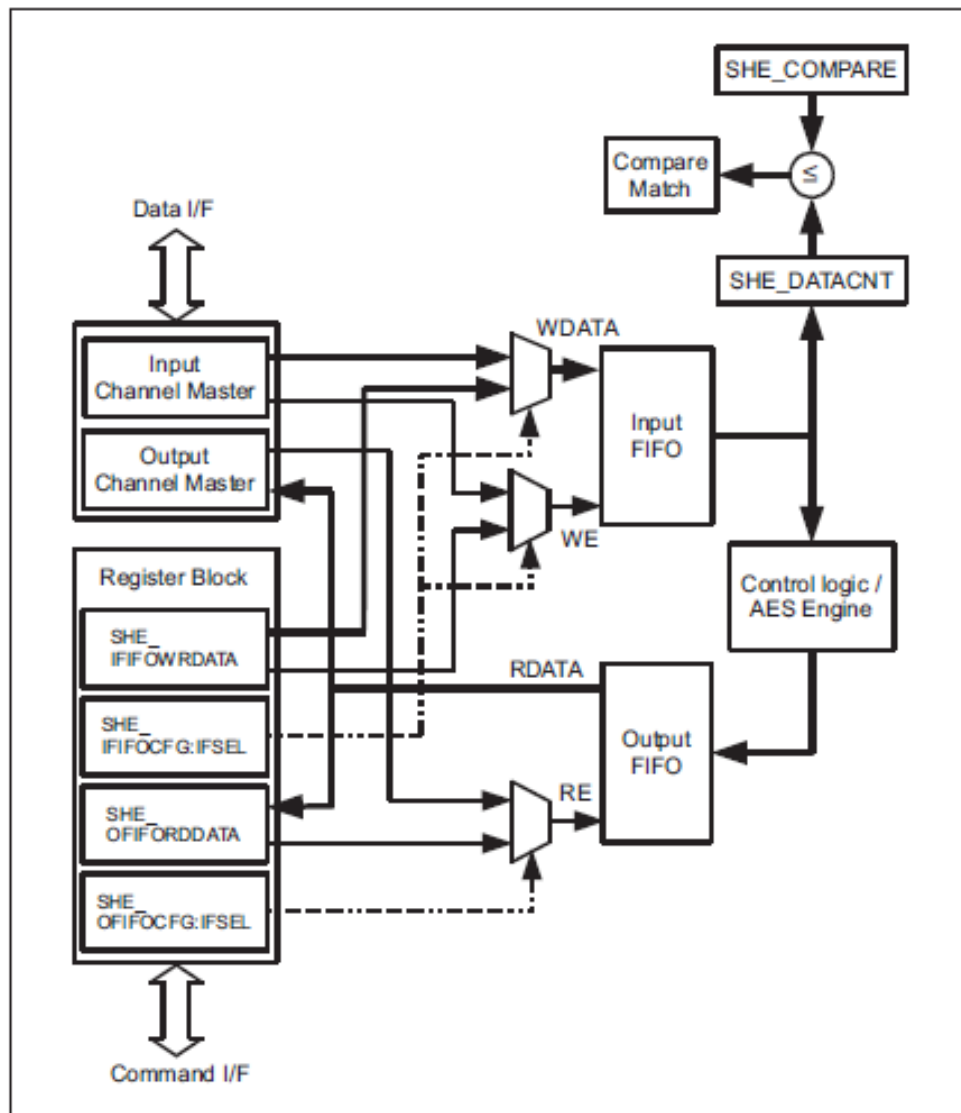 SHE_COMPARE
Compare
Match
≤
Data I/F
SHE_DATACNT
WDATA
Input
Channel Master
Input
FIFO
Output
Channel Master
WE
Register Block
Control logic /
AES Engine
SHE_
IFIFOWRDATA
RDATA
SHE_
IFIFOCFG:IFSEL
Output
FIFO
RE
SHE_
OFIFORDDATA
SHE_
OFIFOCFG:IFSEL
Command I/F